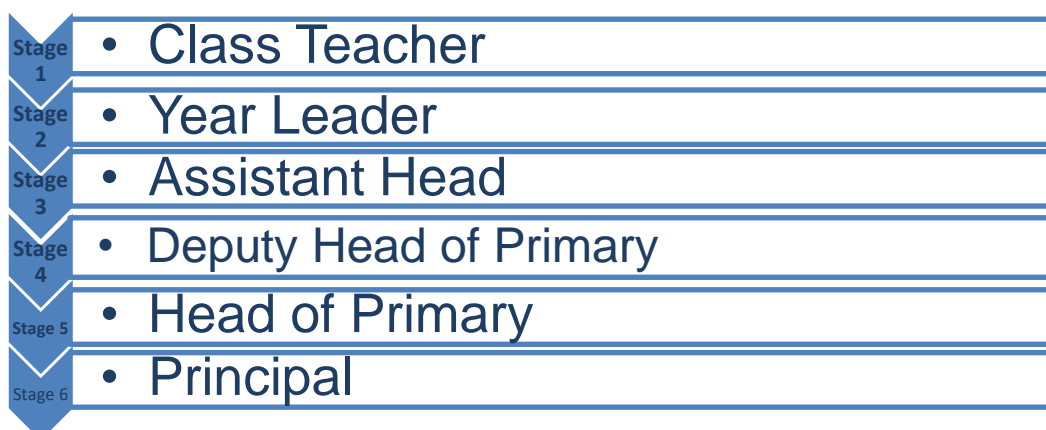 Stage
1
• Class Teacher
Stage
2
• Year Leader
Stage
3
• Assistant Head
Stage
4
• Deputy Head of Primary
Stage 5
• Head of Primary
Stage 6
• Principal